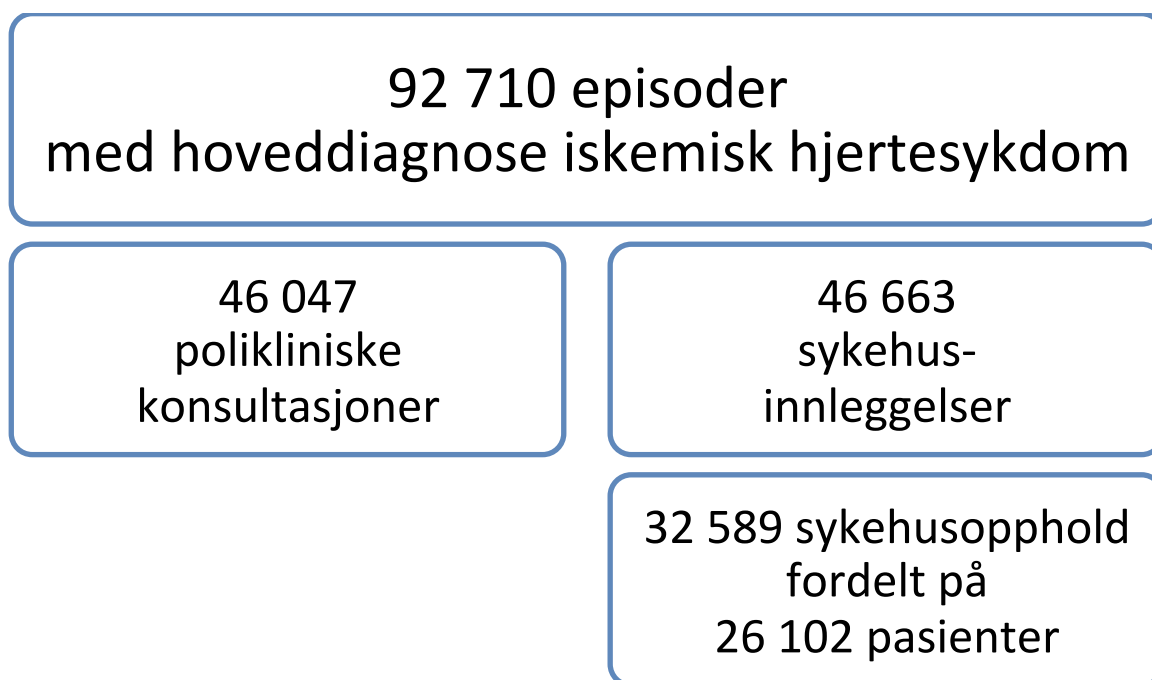 92 710 episoder
med hoveddiagnose iskemisk hjertesykdom
46 047
polikliniske
konsultasjoner
46 663
sykehus-
innleggelser
32 589 sykehusopphold
fordelt på
26 102 pasienter